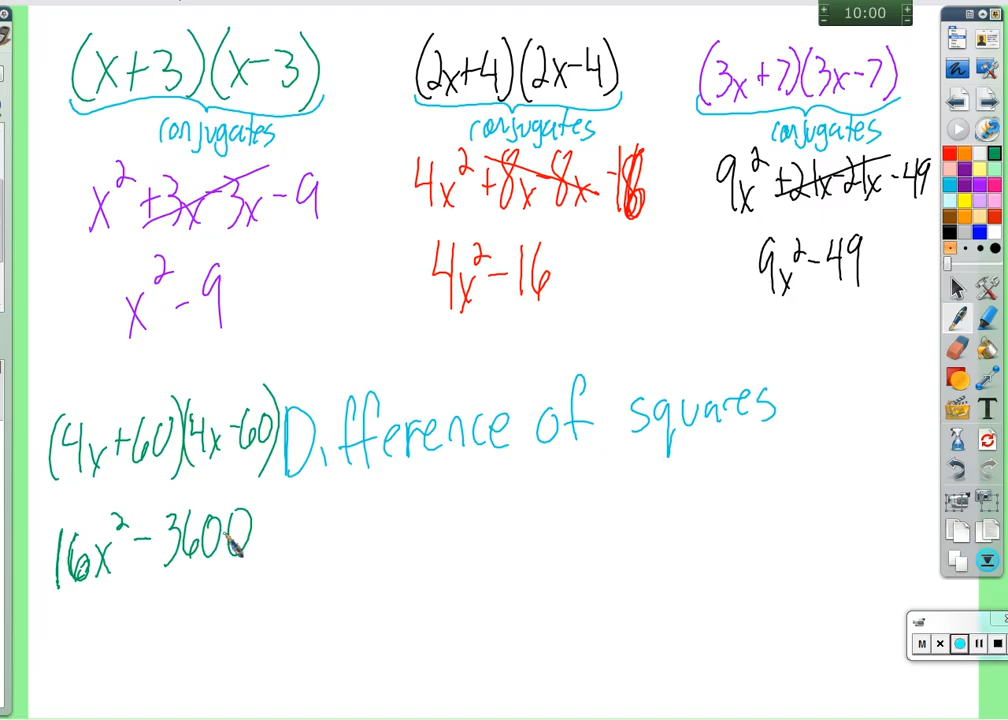 10:00
(x+3)(x-3)
conjugates
x² +3x -3x -9
x² - 9
(2x+4)(2x-4)
conjugates
4x² +8x -8x -16
4x² - 16
(3x+7)(3x-7)
conjugates
9x² +21x -21x -49
9x² - 49
(4x+60)(4x-60)
Difference of squares
16x² - 3600
T
M